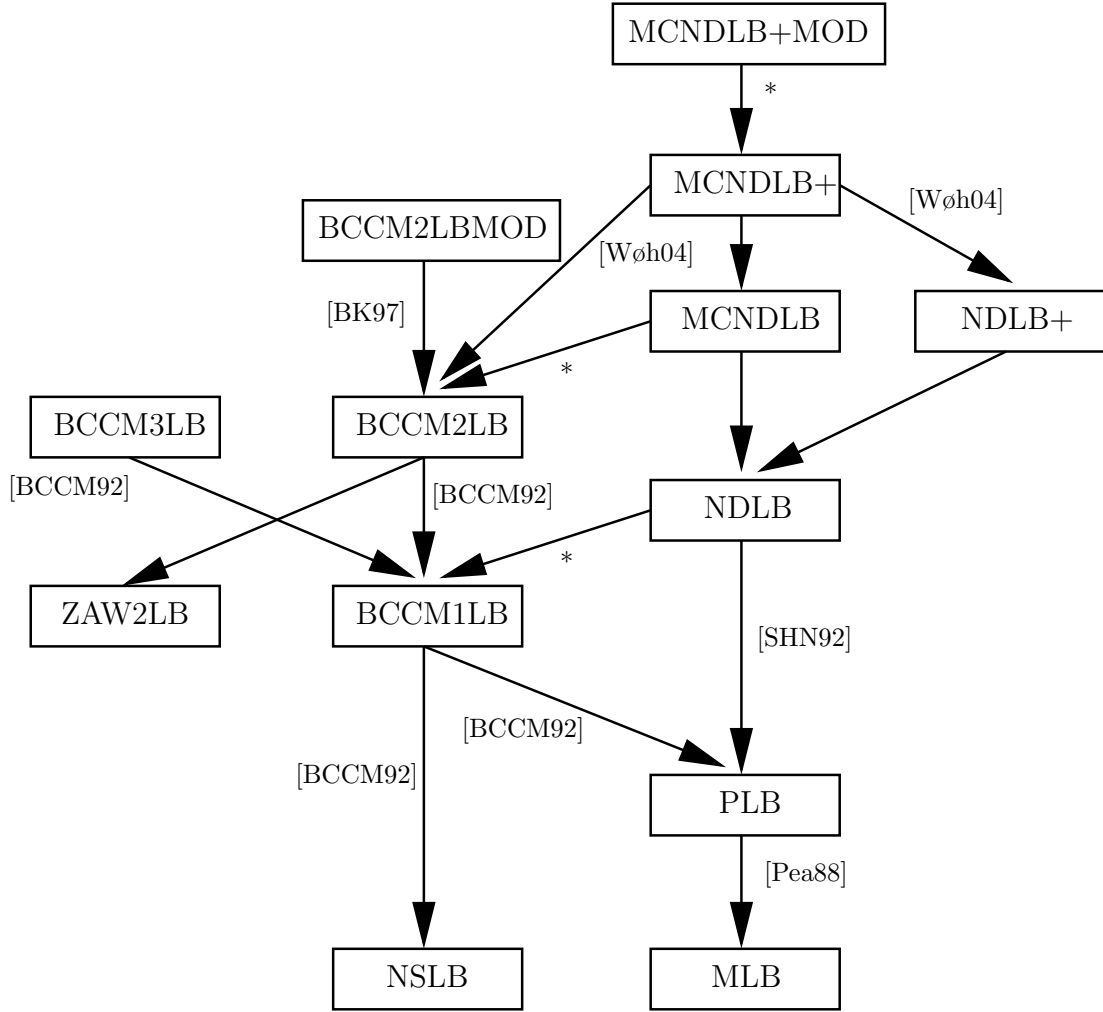 MCNDLB+MOD
*
MCNDLB+
[Wøh04]
BCCM2LBMOD
[Wøh04]
[BK97]
MCNDLB
NDLB+
*
BCCM3LB
BCCM2LB
[BCCM92]
[BCCM92]
NDLB
*
ZAW2LB
BCCM1LB
[SHN92]
[BCCM92]
[BCCM92]
PLB
[Pea88]
NSLB
MLB